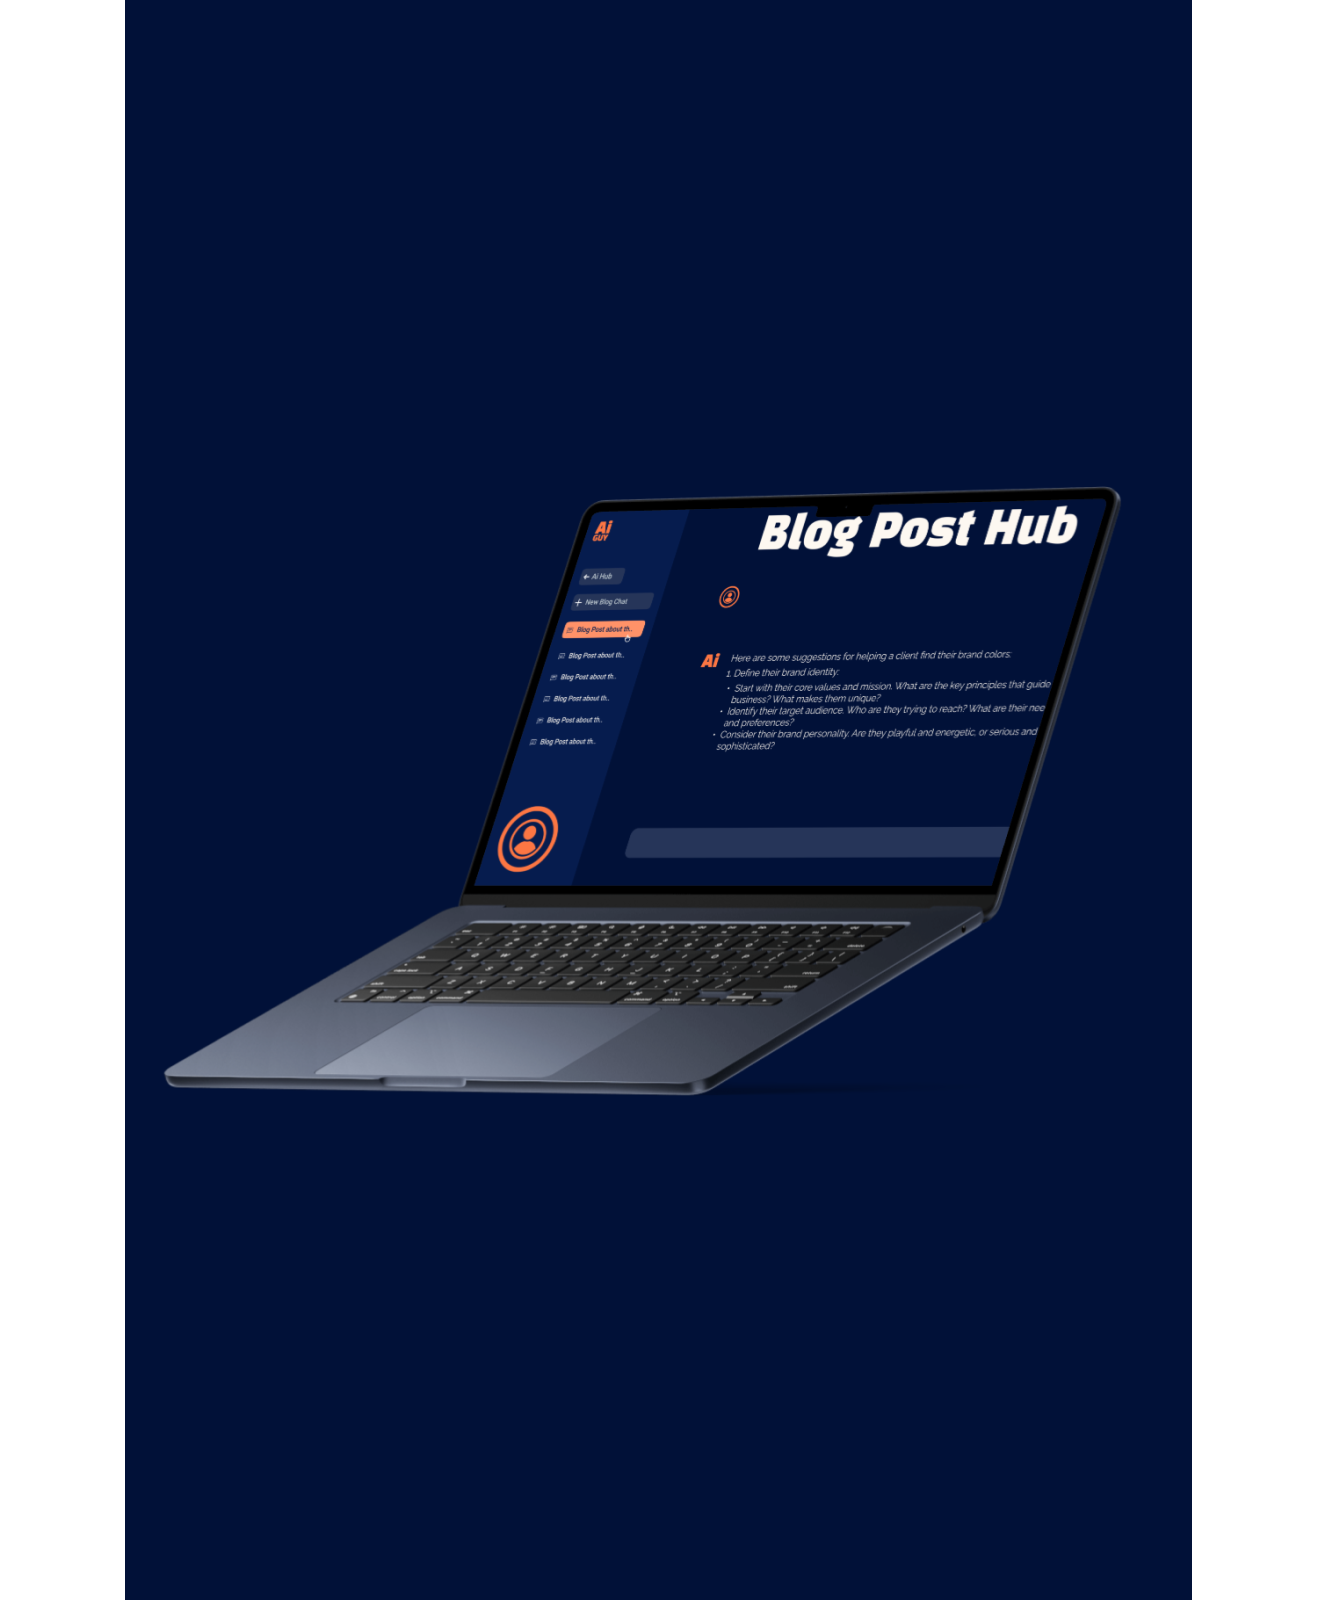 Blog Post Hub
Ai
GUY
Ai Hub
New Blog Chat
Blog Post about th..
Blog Post about th..
Blog Post about th..
Blog Post about th..
Blog Post about th..
Blog Post about th..
Ai
Here are some suggestions for helping a client find their brand colors:
1. Define their brand identity:
• Start with their core values and mission. What are the key principles that guide
business? What makes them unique?
• Identify their target audience. Who are they trying to reach? What are their nee
and preferences?
• Consider their brand personality. Are they playful and energetic, or serious and
sophisticated?